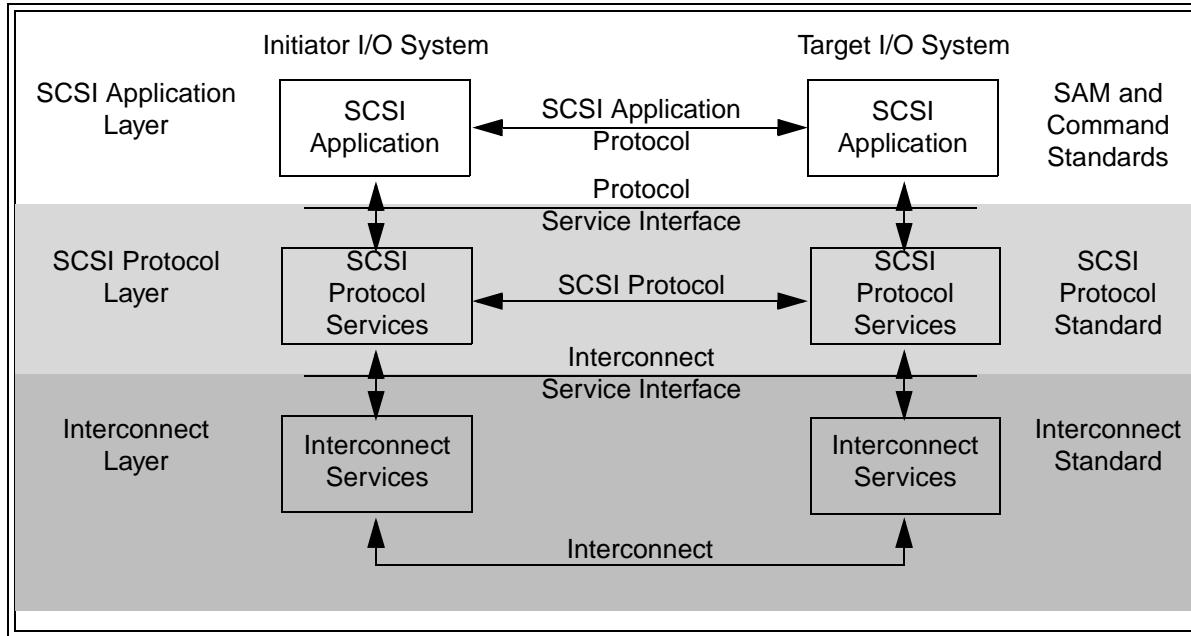 Initiator I/O System
Target I/O System
SCSI Application
Layer
SCSI
Application
SCSI Application
Protocol
SCSI
Application
SAM and
Command
Standards
Protocol
Service Interface
SCSI Protocol
Layer
SCSI
Protocol
Services
SCSI Protocol
SCSI
Protocol
Services
SCSI
Protocol
Standard
Interconnect
Service Interface
Interconnect
Layer
Interconnect
Services
Interconnect
Services
Interconnect
Standard
Interconnect